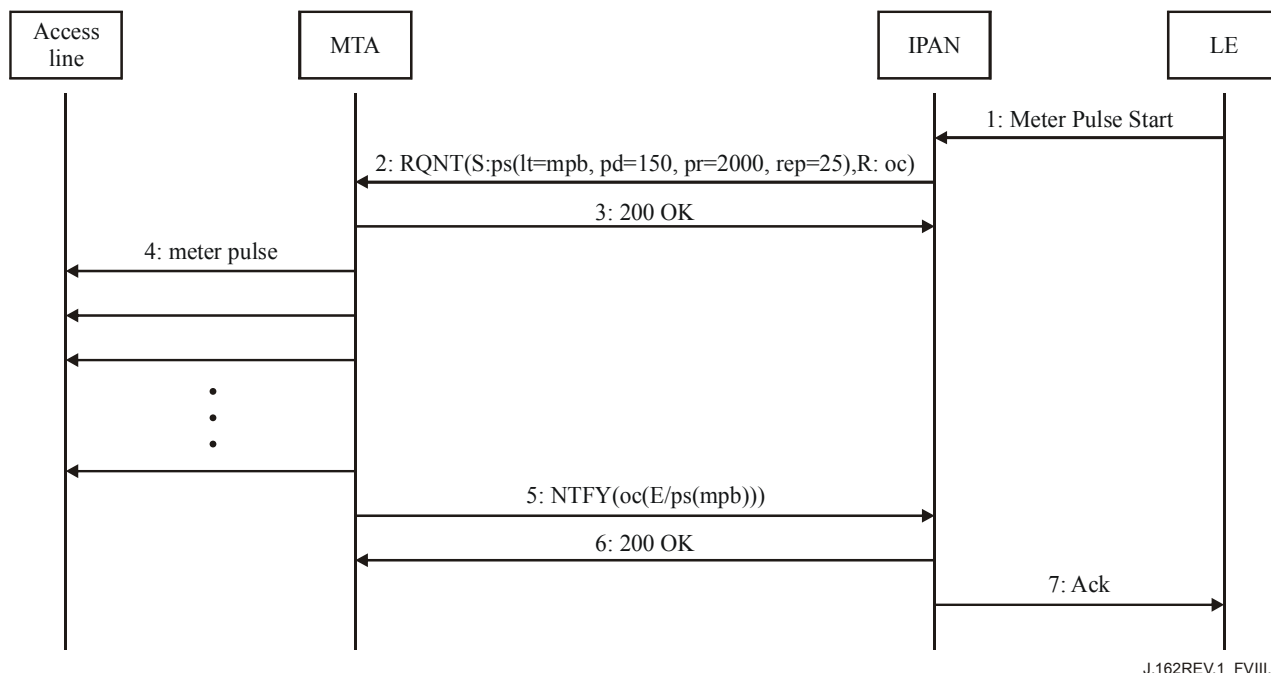 Access
line
MTA
IPAN
LE
1: Meter Pulse Start
2: RQNT(S:ps(lt=mpb, pd=150, pr=2000, rep=25),R: oc)
3: 200 OK
4: meter pulse
5: NTFY(oc(E/ps(mpb)))
6: 200 OK
7: Ack
J.162REV.1_FVIII.